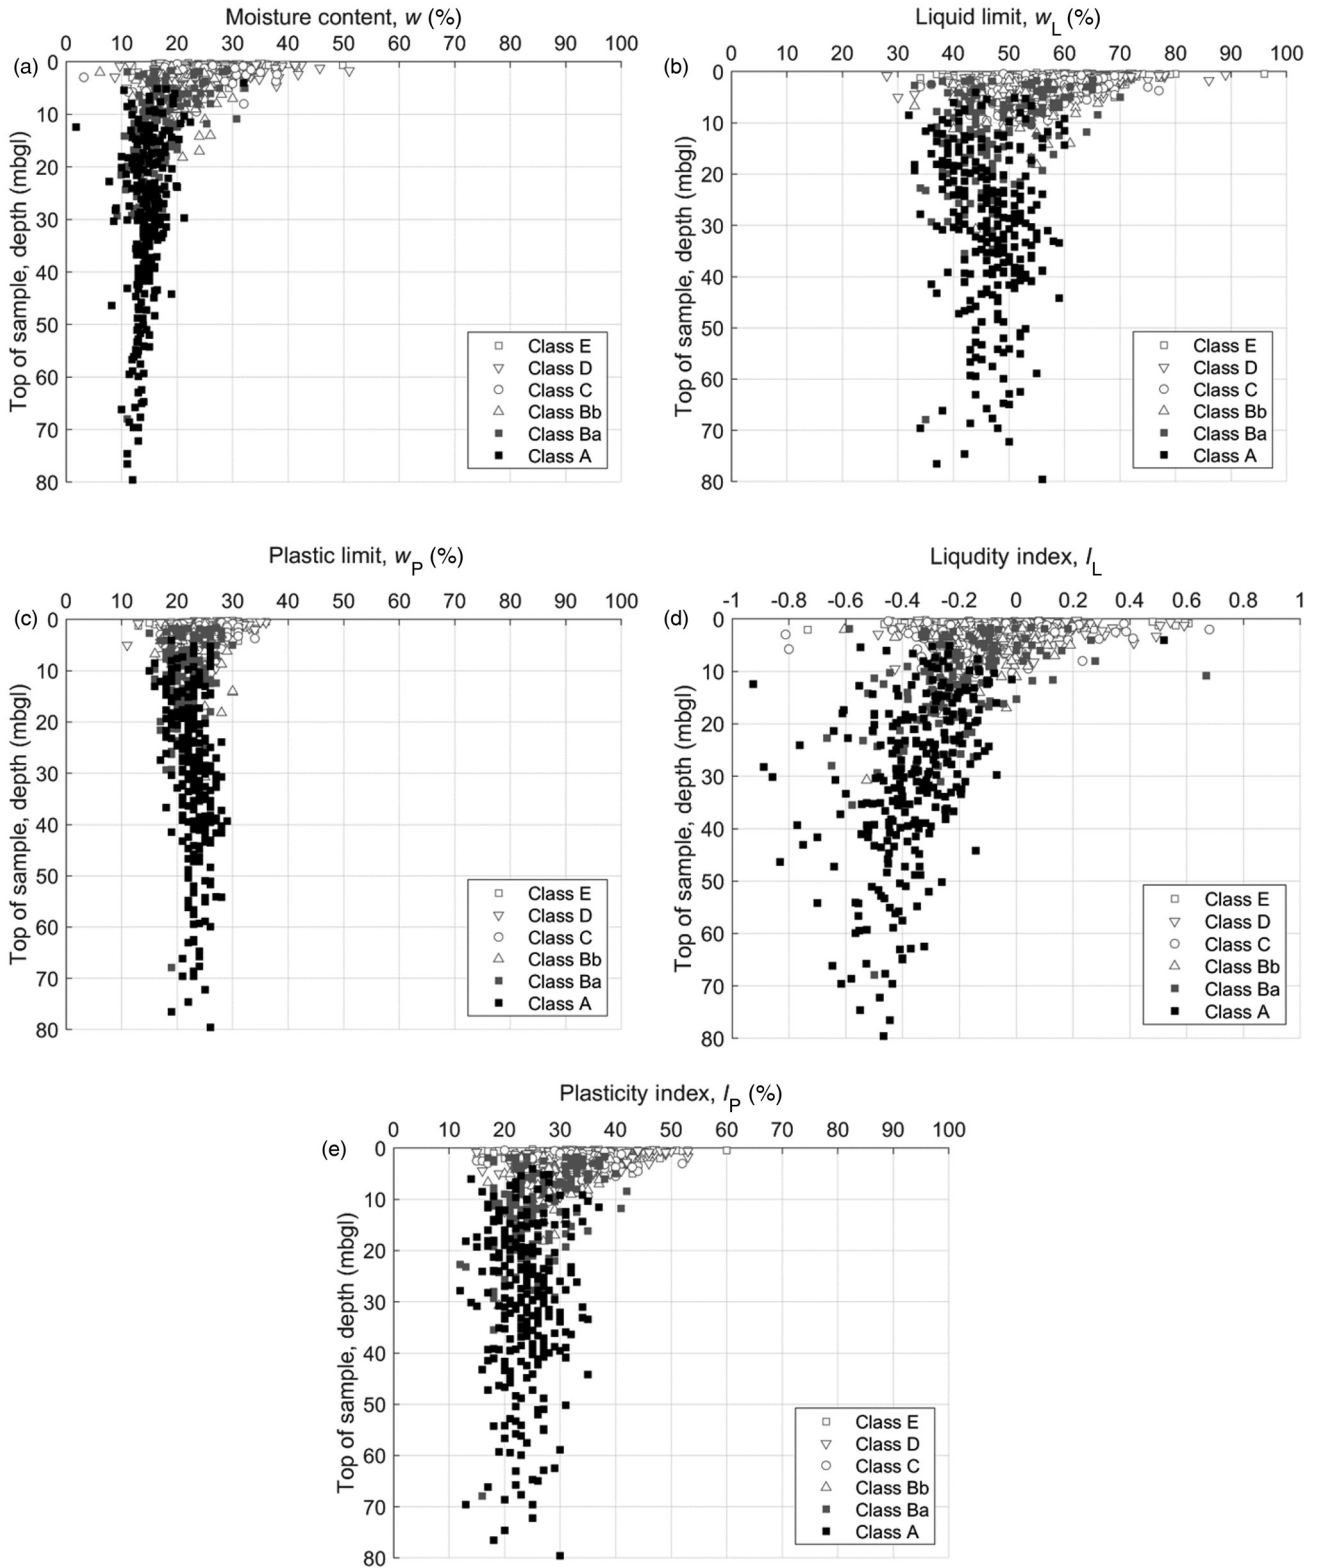 Moisture content, w (%)
0 10 20 30 40 50 60 70 80 90 100
(a)
0
10
20
30
40
50
60
70
80
Top of sample, depth (mbgl)
Class E
Class D
Class C
Class Bb
Class Ba
Class A
Liquid limit, wL (%)
0 10 20 30 40 50 60 70 80 90 100
(b)
0
10
20
30
40
50
60
70
80
Top of sample, depth (mbgl)
Class E
Class D
Class C
Class Bb
Class Ba
Class A
Plastic limit, wP (%)
0 10 20 30 40 50 60 70 80 90 100
(c)
0
10
20
30
40
50
60
70
80
Top of sample, depth (mbgl)
Class E
Class D
Class C
Class Bb
Class Ba
Class A
Liqudity index, IL
-1 -0.8 -0.6 -0.4 -0.2 0 0.2 0.4 0.6 0.8 1
(d)
0
10
20
30
40
50
60
70
80
Top of sample, depth (mbgl)
Class E
Class D
Class C
Class Bb
Class Ba
Class A
Plasticity index, IP (%)
0 10 20 30 40 50 60 70 80 90 100
(e)
0
10
20
30
40
50
60
70
80
Top of sample, depth (mbgl)
Class E
Class D
Class C
Class Bb
Class Ba
Class A